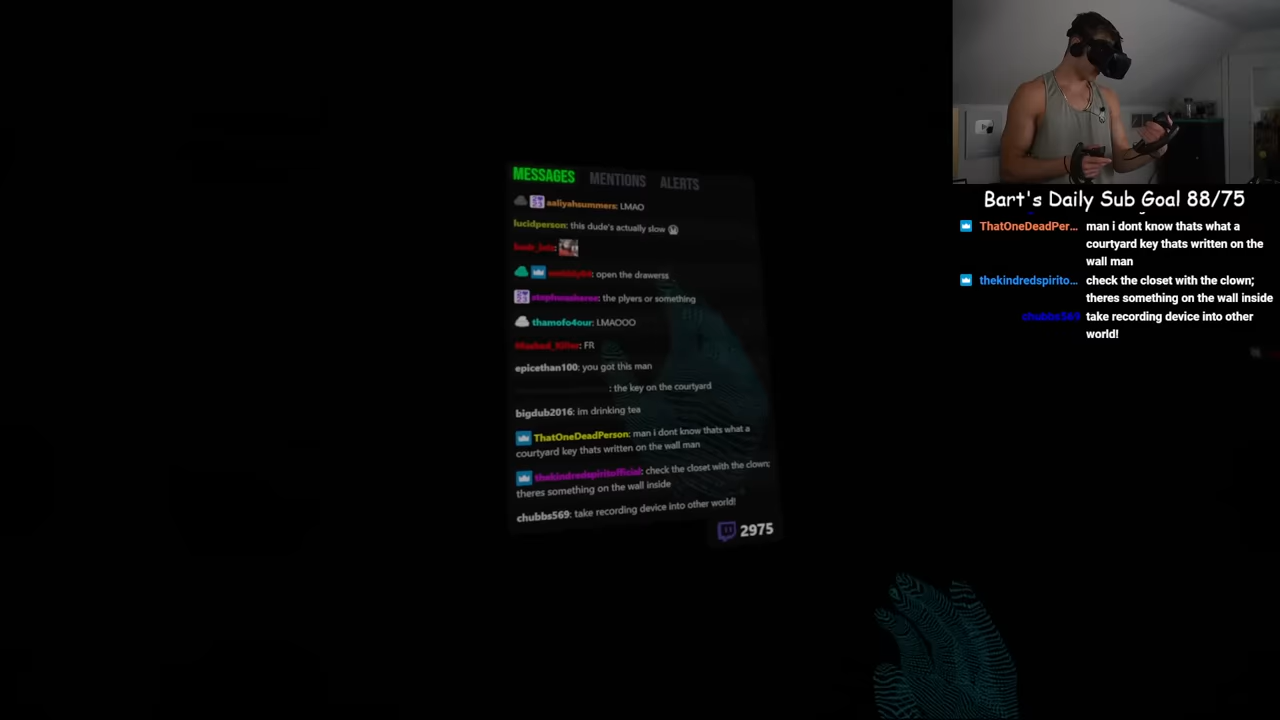 MESSAGES MENTIONS ALERTS
aaliyahsummers: LMAO
lucidperson: this dude's actually slow
open the drawerss
the plyers or something
thamofo4our: LMAOOO
FR
epicethan100: you got this man
: the key on the courtyard
bigdub2016: im drinking tea
ThatOneDeadPerson: man i dont know thats what a
courtyard key thats written on the wall man
thekindredspiritofficial: check the closet with the clown;
theres something on the wall inside
chubbs569: take recording device into other world!
2975
Bart's Daily Sub Goal 88/75
ThatOneDeadPer... man i dont know thats what a
courtyard key thats written on the
wall man
thekindredspirito... check the closet with the clown;
theres something on the wall inside
chubbs569 take recording device into other
world!